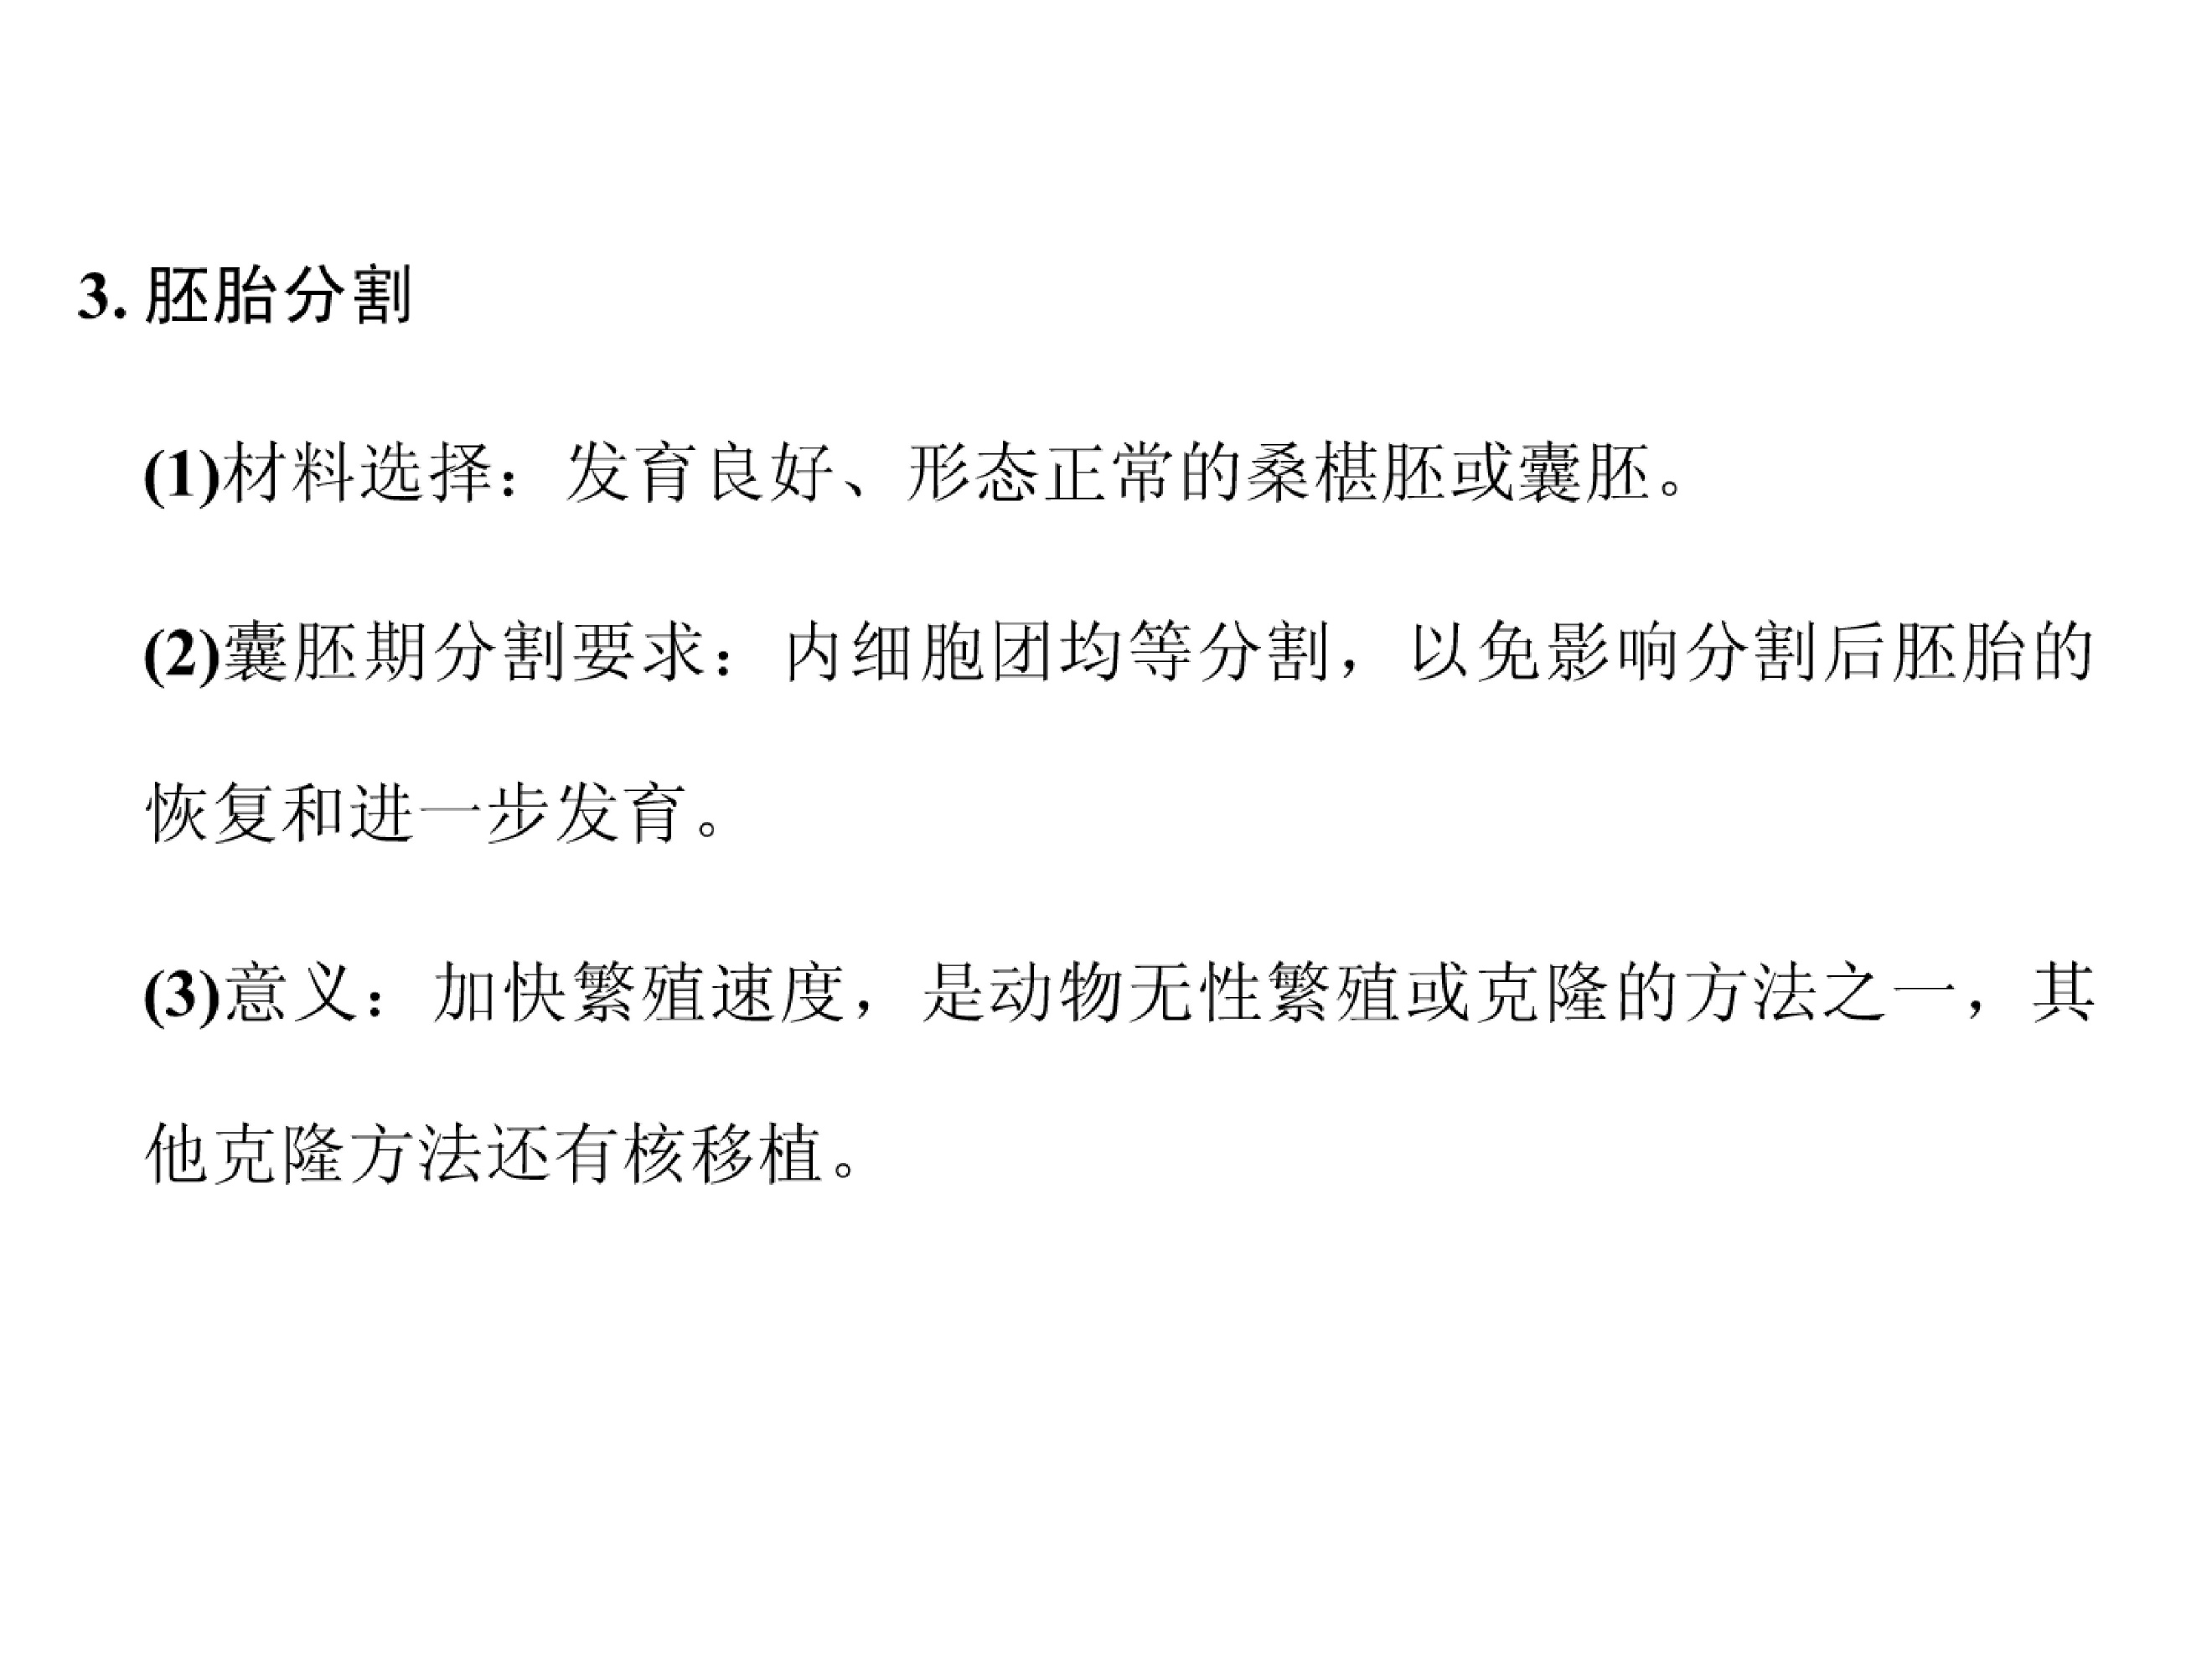 3. 胚胎分割
(1)材料选择：发育良好、形态正常的桑椹胚或囊胚。
(2)囊胚期分割要求：内细胞团均等分割，以免影响分割后胚胎的
恢复和进一步发育。
(3)意义：加快繁殖速度，是动物无性繁殖或克隆的方法之一，其
他克隆方法还有核移植。